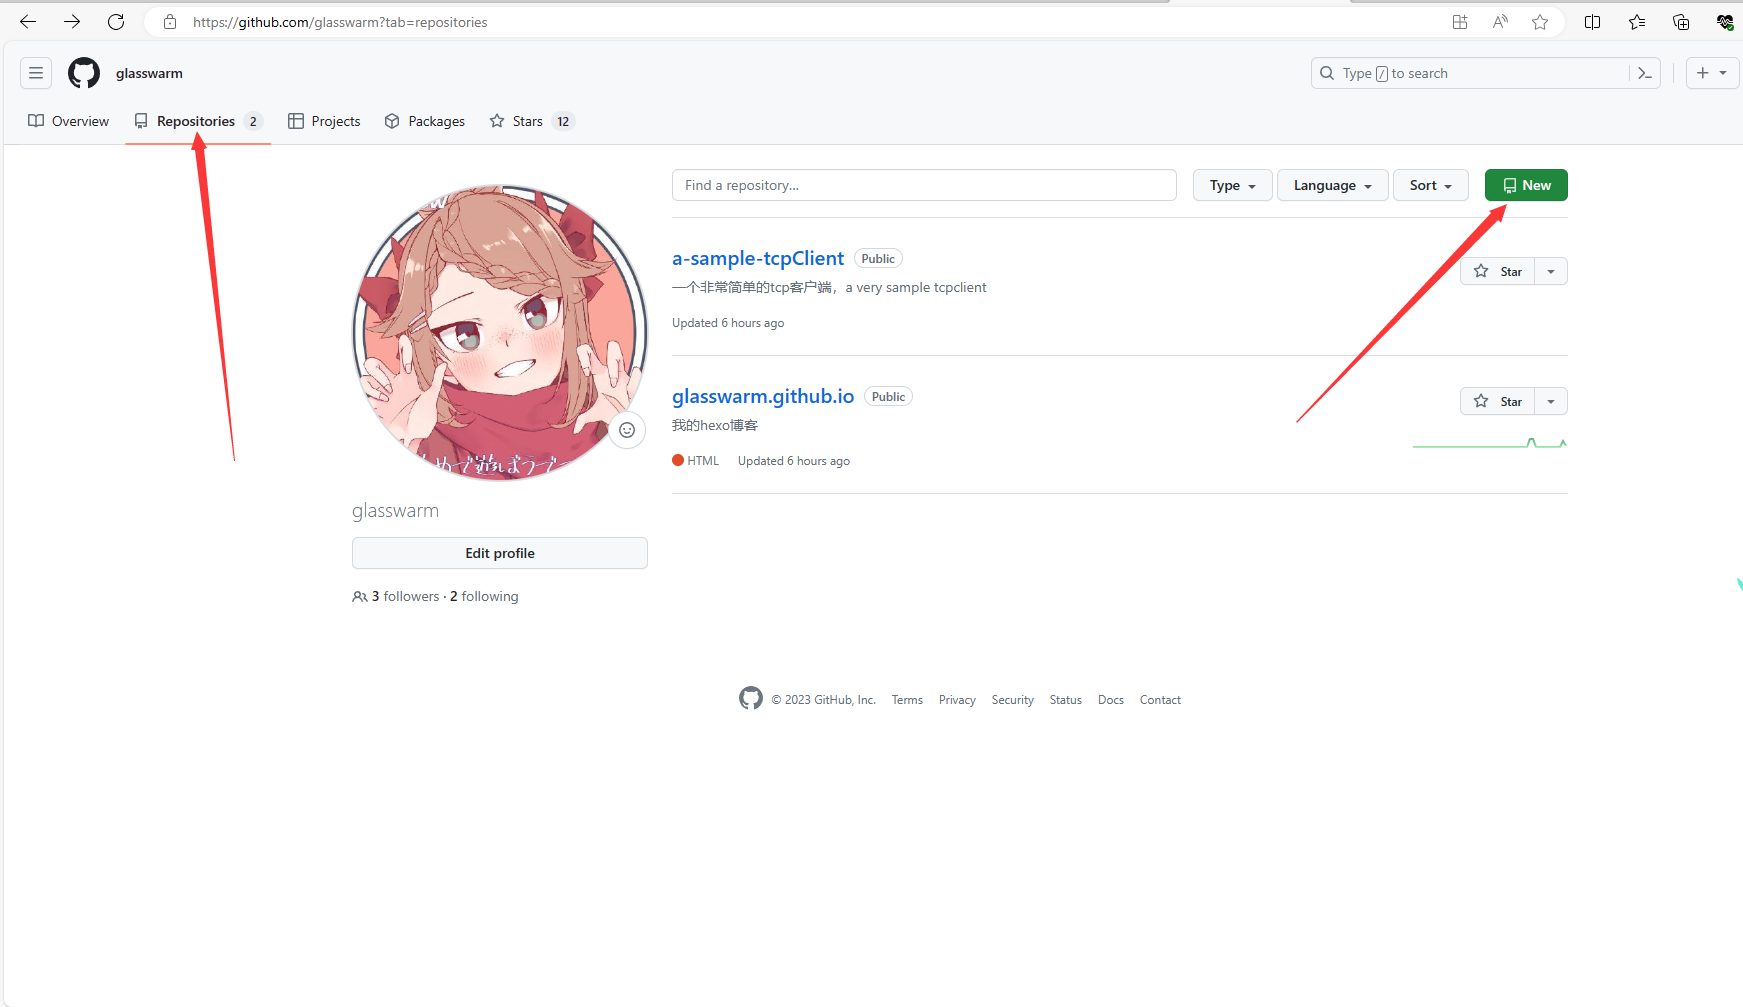 https://github.com/glasswarm?tab=repositories
glasswarm
Type / to search
Overview
Repositories 2
Projects
Packages
Stars 12
Find a repository...
Type
Language
Sort
New
a-sample-tcpClient Public
一个非常简单的tcp客户端，a very sample tcpclient
Updated 6 hours ago
Star
glasswarm.github.io Public
我的hexo博客
HTML Updated 6 hours ago
Star
glasswarm
Edit profile
3 followers · 2 following
© 2023 GitHub, Inc. Terms Privacy Security Status Docs Contact